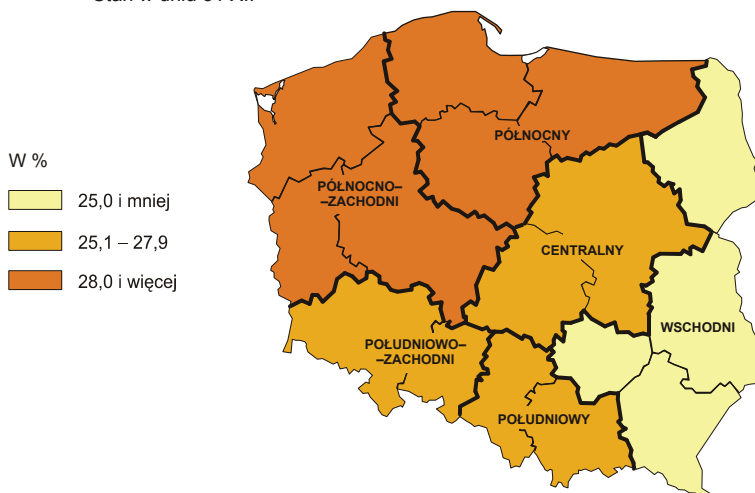 W %
25,0 i mniej
25,1 – 27,9
28,0 i więcej
PÓŁNOCNY
PÓŁNOCNO–
–ZACHODNI
CENTRALNY
WSCHODNI
POŁUDNIOWO–
–ZACHODNI
POŁUDNIOWY